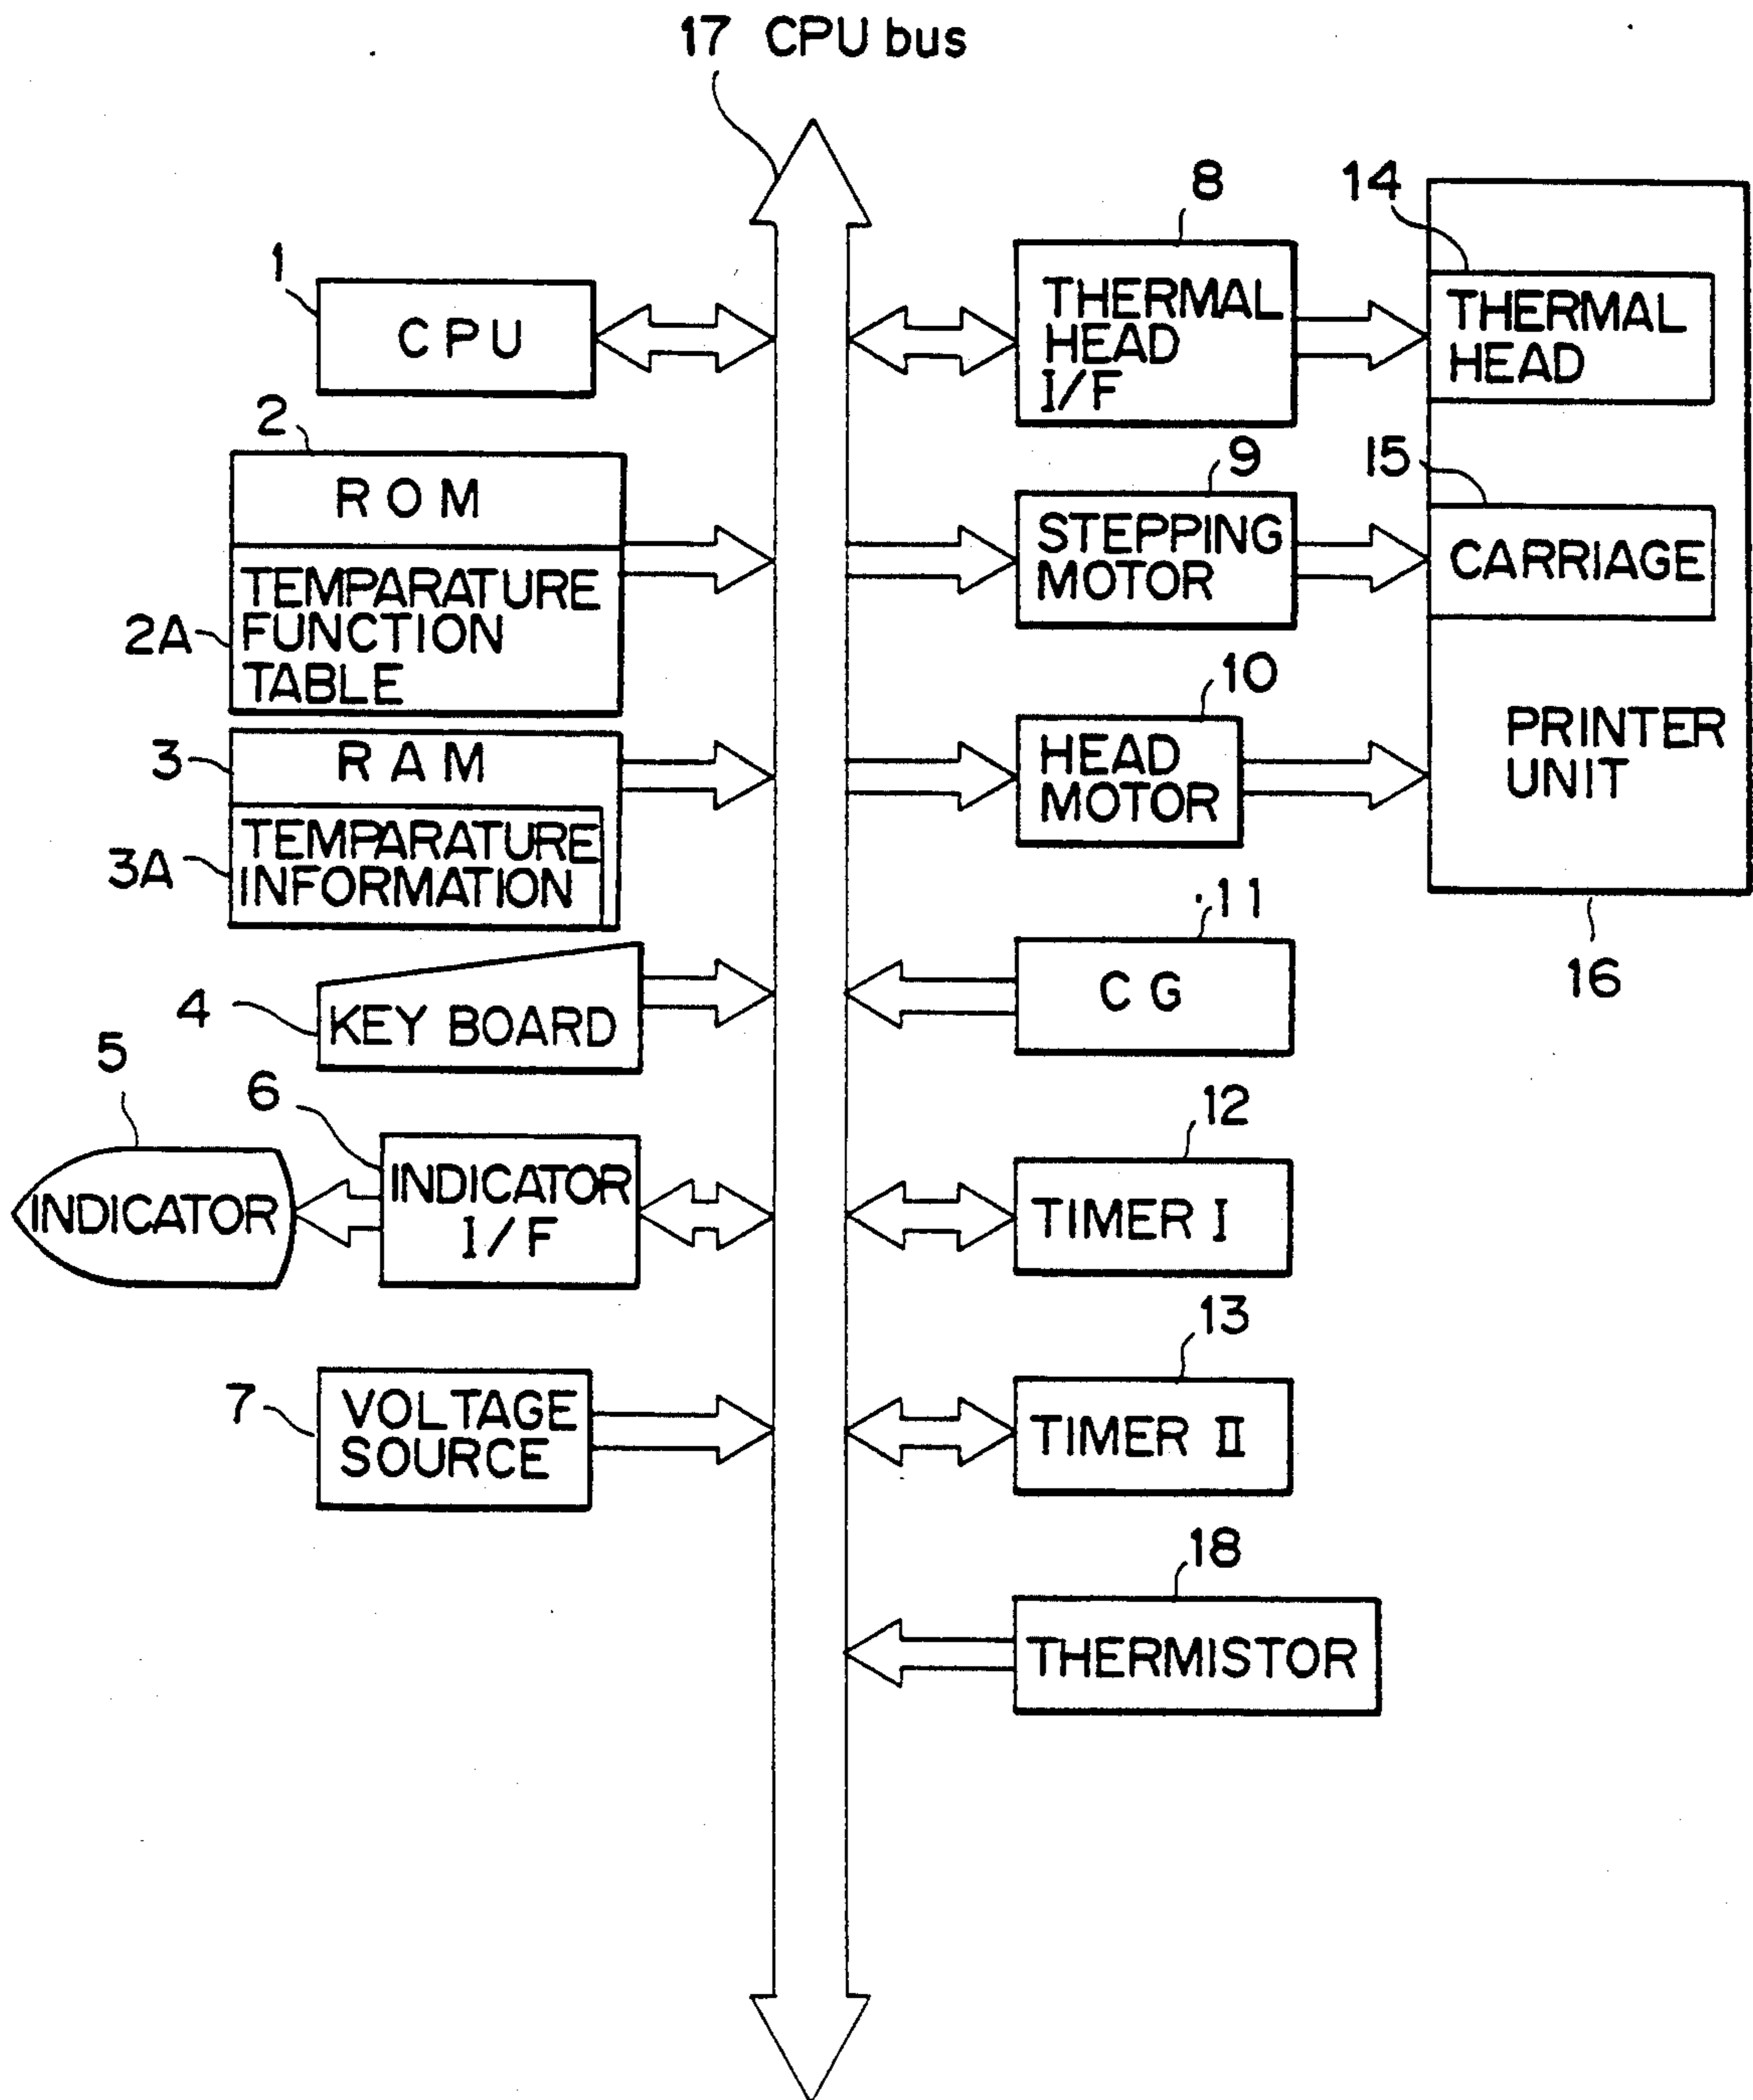 17 CPU bus
1
CPU
2
ROM
2A
TEMPARATURE
FUNCTION
TABLE
3
RAM
3A
TEMPARATURE
INFORMATION
4
KEY BOARD
5
INDICATOR
6
INDICATOR
I/F
7
VOLTAGE
SOURCE
8
THERMAL
HEAD
I/F
14
THERMAL
HEAD
9
STEPPING
MOTOR
15
CARRIAGE
10
HEAD
MOTOR
PRINTER
UNIT
16
11
CG
12
TIMER I
13
TIMER II
18
THERMISTOR